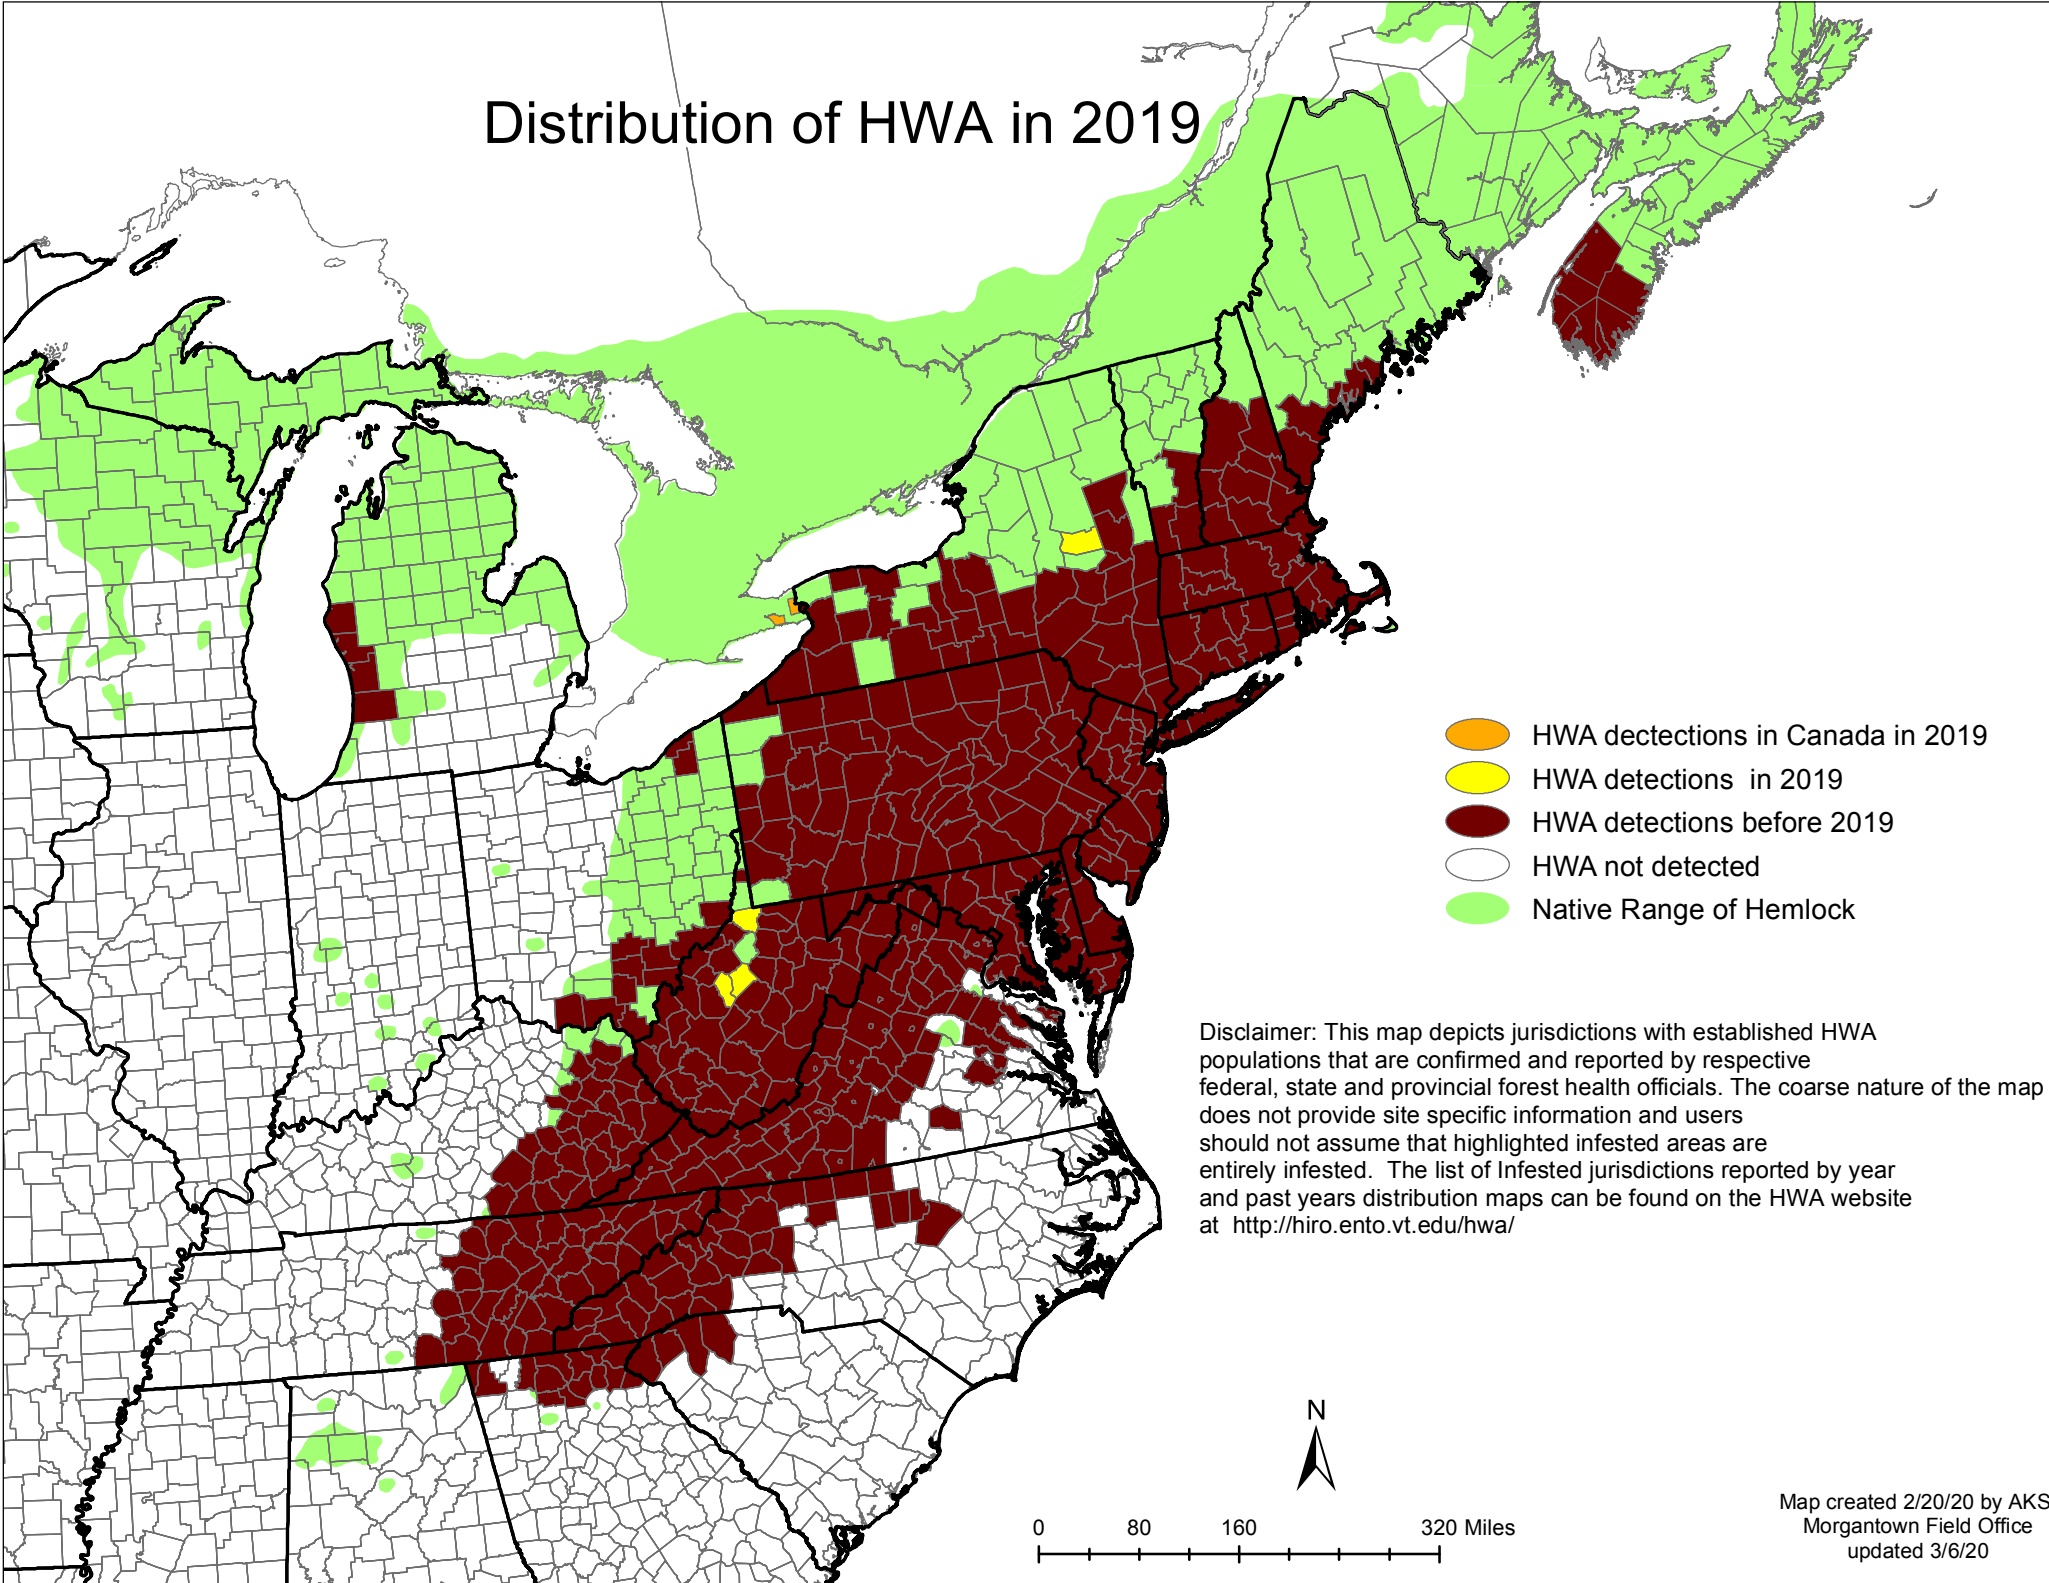 Distribution of HWA in 2019
HWA dectections in Canada in 2019
HWA detections  in 2019
HWA detections before 2019
HWA not detected
Native Range of Hemlock
Disclaimer: This map depicts jurisdictions with established HWA
populations that are confirmed and reported by respective
federal, state and provincial forest health officials. The coarse nature of the map
does not provide site specific information and users
should not assume that highlighted infested areas are
entirely infested.  The list of Infested jurisdictions reported by year
and past years distribution maps can be found on the HWA website
at  http://hiro.ento.vt.edu/hwa/
N
0 80 160 320 Miles
Map created 2/20/20 by AKS
Morgantown Field Office
updated 3/6/20